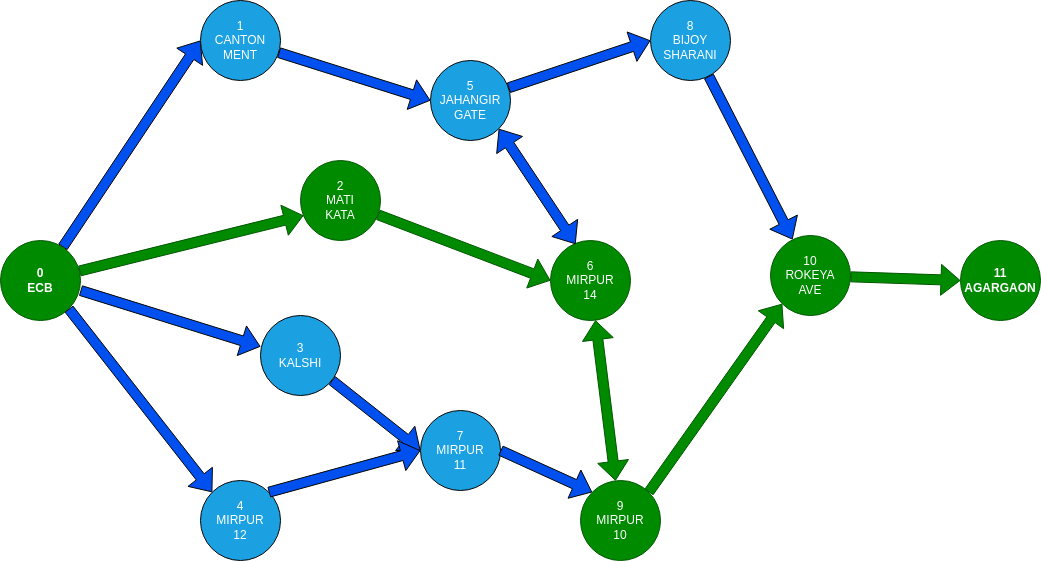 0
ECB
1
CANTON
MENT
2
MATI
KATA
3
KALSHI
4
MIRPUR
12
5
JAHANGIR
GATE
6
MIRPUR
14
7
MIRPUR
11
8
BIJOY
SHARANI
9
MIRPUR
10
10
ROKEYA
AVE
11
AGARGAON